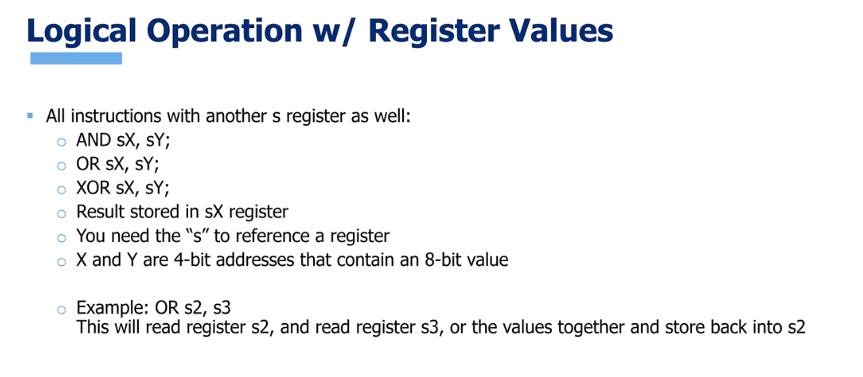 Logical Operation w/ Register Values
▪ All instructions with another s register as well:
○ AND sX, sY;
○ OR sX, sY;
○ XOR sX, sY;
○ Result stored in sX register
○ You need the “s” to reference a register
○ X and Y are 4-bit addresses that contain an 8-bit value
○ Example: OR s2, s3
This will read register s2, and read register s3, or the values together and store back into s2